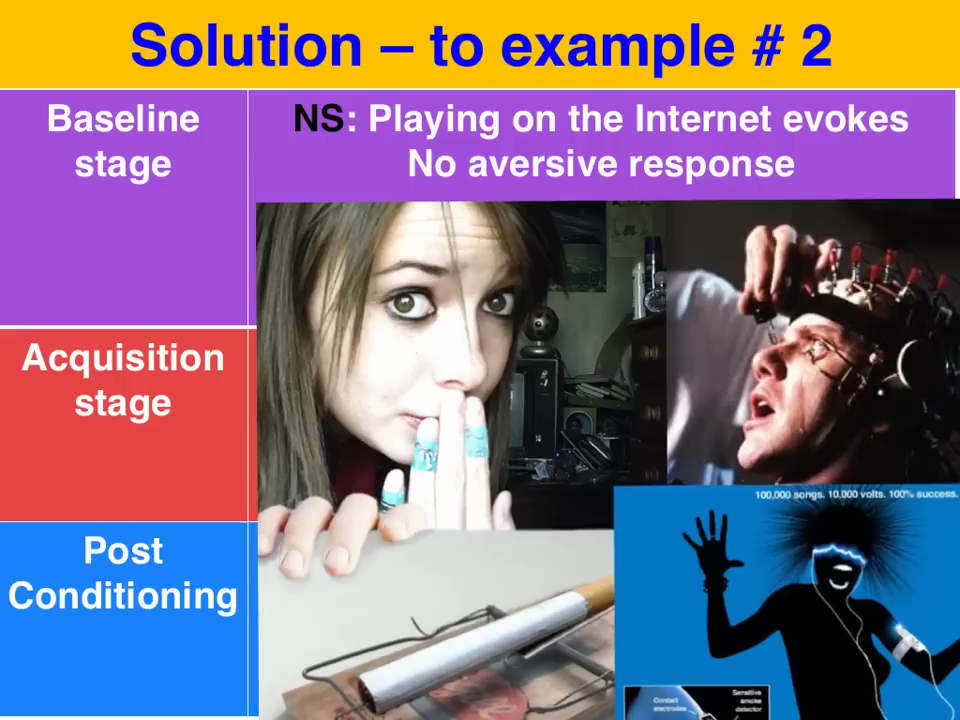 Solution – to example # 2
Baseline
stage
NS: Playing on the Internet evokes
No aversive response
Acquisition
stage
100,000 songs. 10,000 volts. 100% success.
Post
Conditioning
Contact
electrodes
Sensitive
smoke
detector